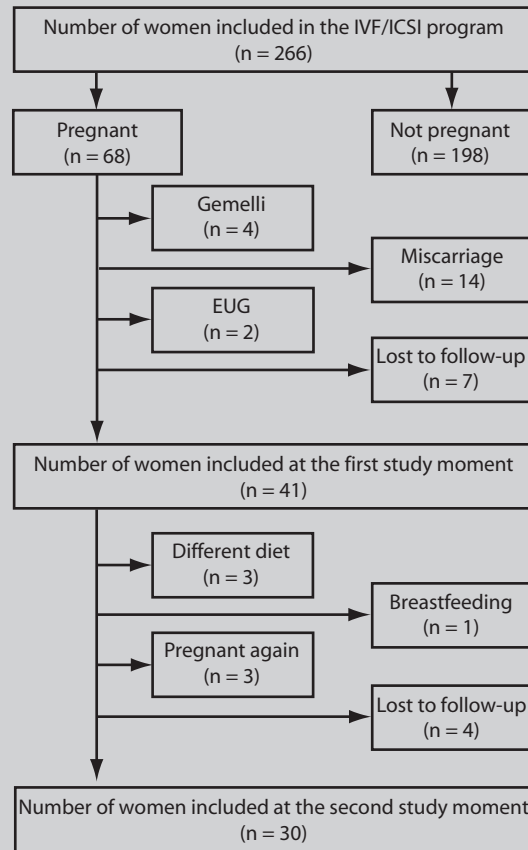 Number of women included in the IVF/ICSI program
(n = 266)
Pregnant
(n = 68)
Not pregnant
(n = 198)
Gemelli
(n = 4)
Miscarriage
(n = 14)
EUG
(n = 2)
Lost to follow-up
(n = 7)
Number of women included at the first study moment
(n = 41)
Different diet
(n = 3)
Breastfeeding
(n = 1)
Pregnant again
(n = 3)
Lost to follow-up
(n = 4)
Number of women included at the second study moment
(n = 30)